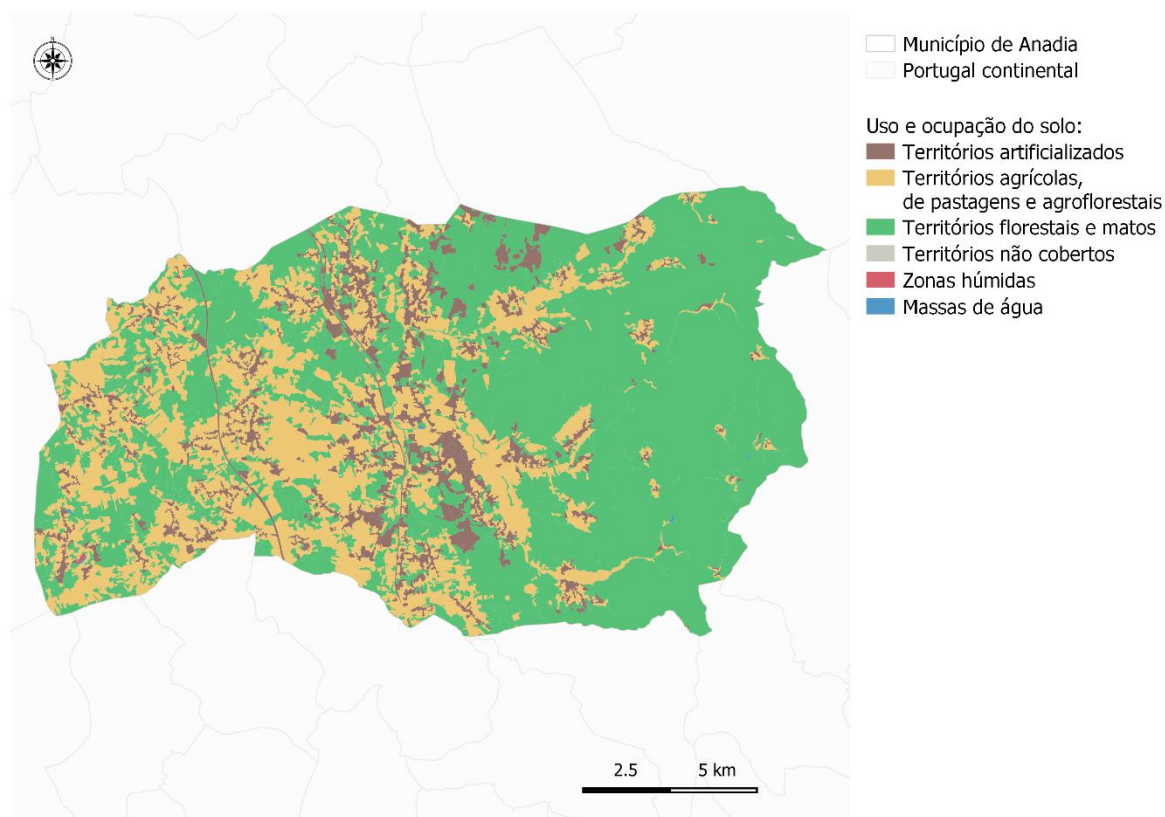 N
Município de Anadia
Portugal continental
Uso e ocupação do solo:
Territórios artificializados
Territórios agrícolas,
de pastagens e agroflorestais
Territórios florestais e matos
Territórios não cobertos
Zonas húmidas
Massas de água
2.5 5 km